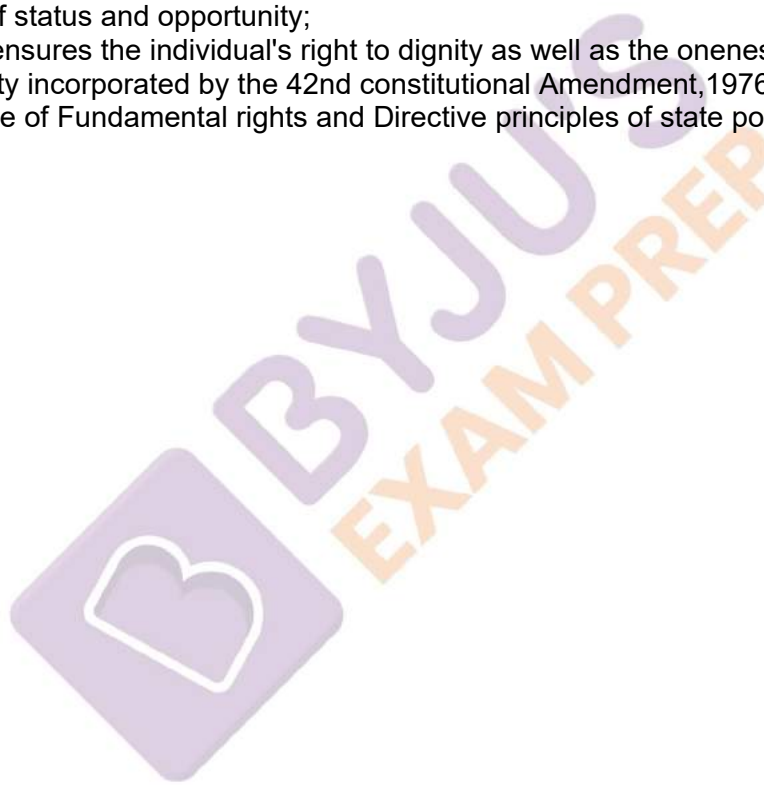 f status and opportunity;
ensures the individual's right to dignity as well as the onenes
ty incorporated by the 42nd constitutional Amendment,1976
e of Fundamental rights and Directive principles of state po
BYJU'S
EXAM PREP